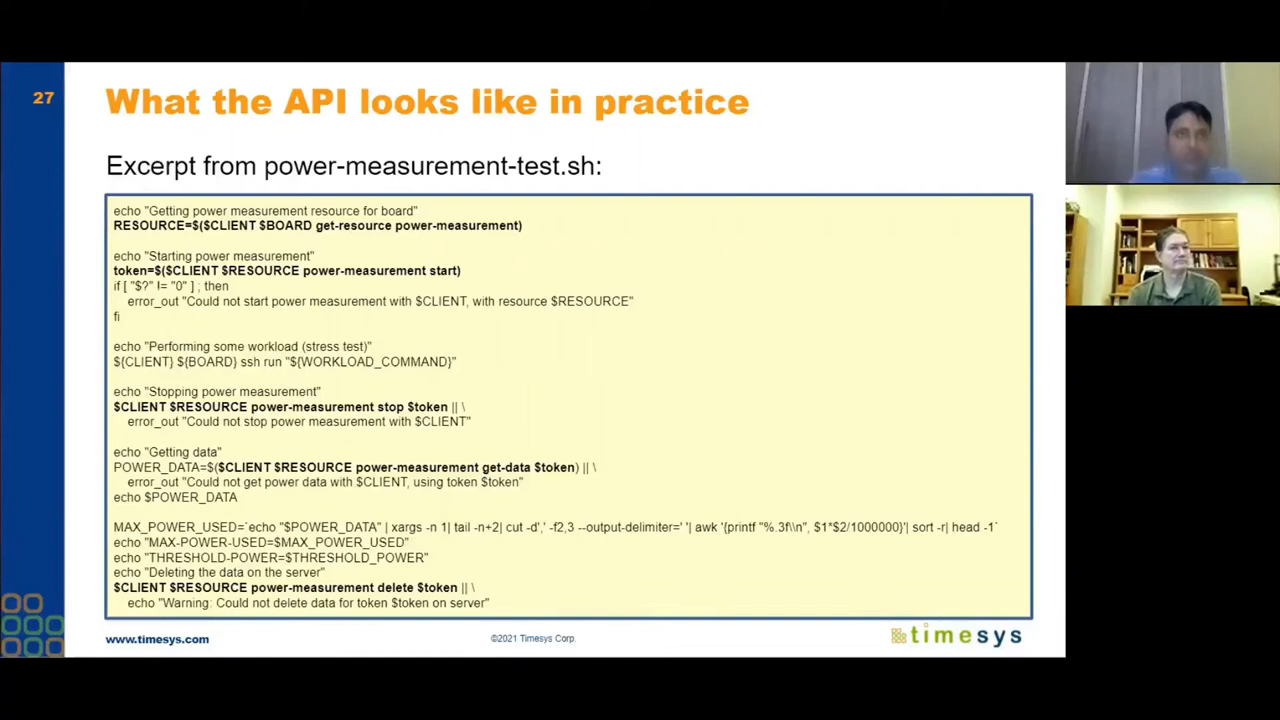 27
What the API looks like in practice
Excerpt from power-measurement-test.sh:
echo "Getting power measurement resource for board"
RESOURCE=$($CLIENT $BOARD get-resource power-measurement)
echo "Starting power measurement"
token=$($CLIENT $RESOURCE power-measurement start)
if [ "$?" != "0" ] ; then
error_out "Could not start power measurement with $CLIENT, with resource $RESOURCE"
fi
echo "Performing some workload (stress test)"
${CLIENT} ${BOARD} ssh run "${WORKLOAD_COMMAND}"
echo "Stopping power measurement"
$CLIENT $RESOURCE power-measurement stop $token || \
error_out "Could not stop power measurement with $CLIENT"
echo "Getting data"
POWER_DATA=$($CLIENT $RESOURCE power-measurement get-data $token) || \
error_out "Could not get power data with $CLIENT, using token $token"
echo $POWER_DATA
MAX_POWER_USED=`echo "$POWER_DATA" | xargs -n 1| tail -n+2| cut -d',' -f2,3 --output-delimiter=' '| awk '{printf "%.3f\\n", $1*$2/1000000}'| sort -r| head -1`
echo "MAX-POWER-USED=$MAX_POWER_USED"
echo "THRESHOLD-POWER=$THRESHOLD_POWER"
echo "Deleting the data on the server"
$CLIENT $RESOURCE power-measurement delete $token || \
echo "Warning: Could not delete data for token $token on server"
www.timesys.com
©2021 Timesys Corp.
timesys